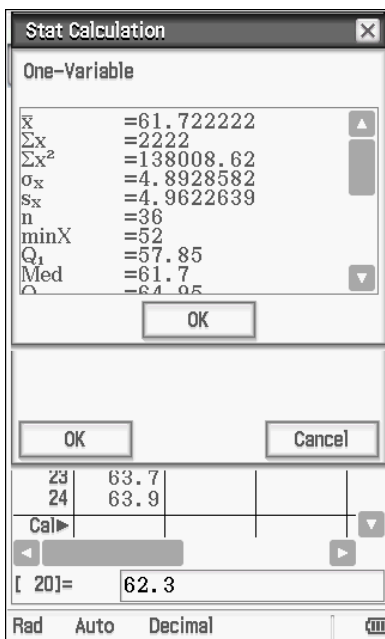 Stat Calculation
One-Variable
x̄ =61.722222
Σx =2222
Σx² =138008.62
σx =4.8928582
sx =4.9622639
n =36
minX =52
Q₁ =57.85
Med =61.7
OK
OK Cancel
23 63.7
24 63.9
Cal▶
[ 20]= 62.3
Rad Auto Decimal